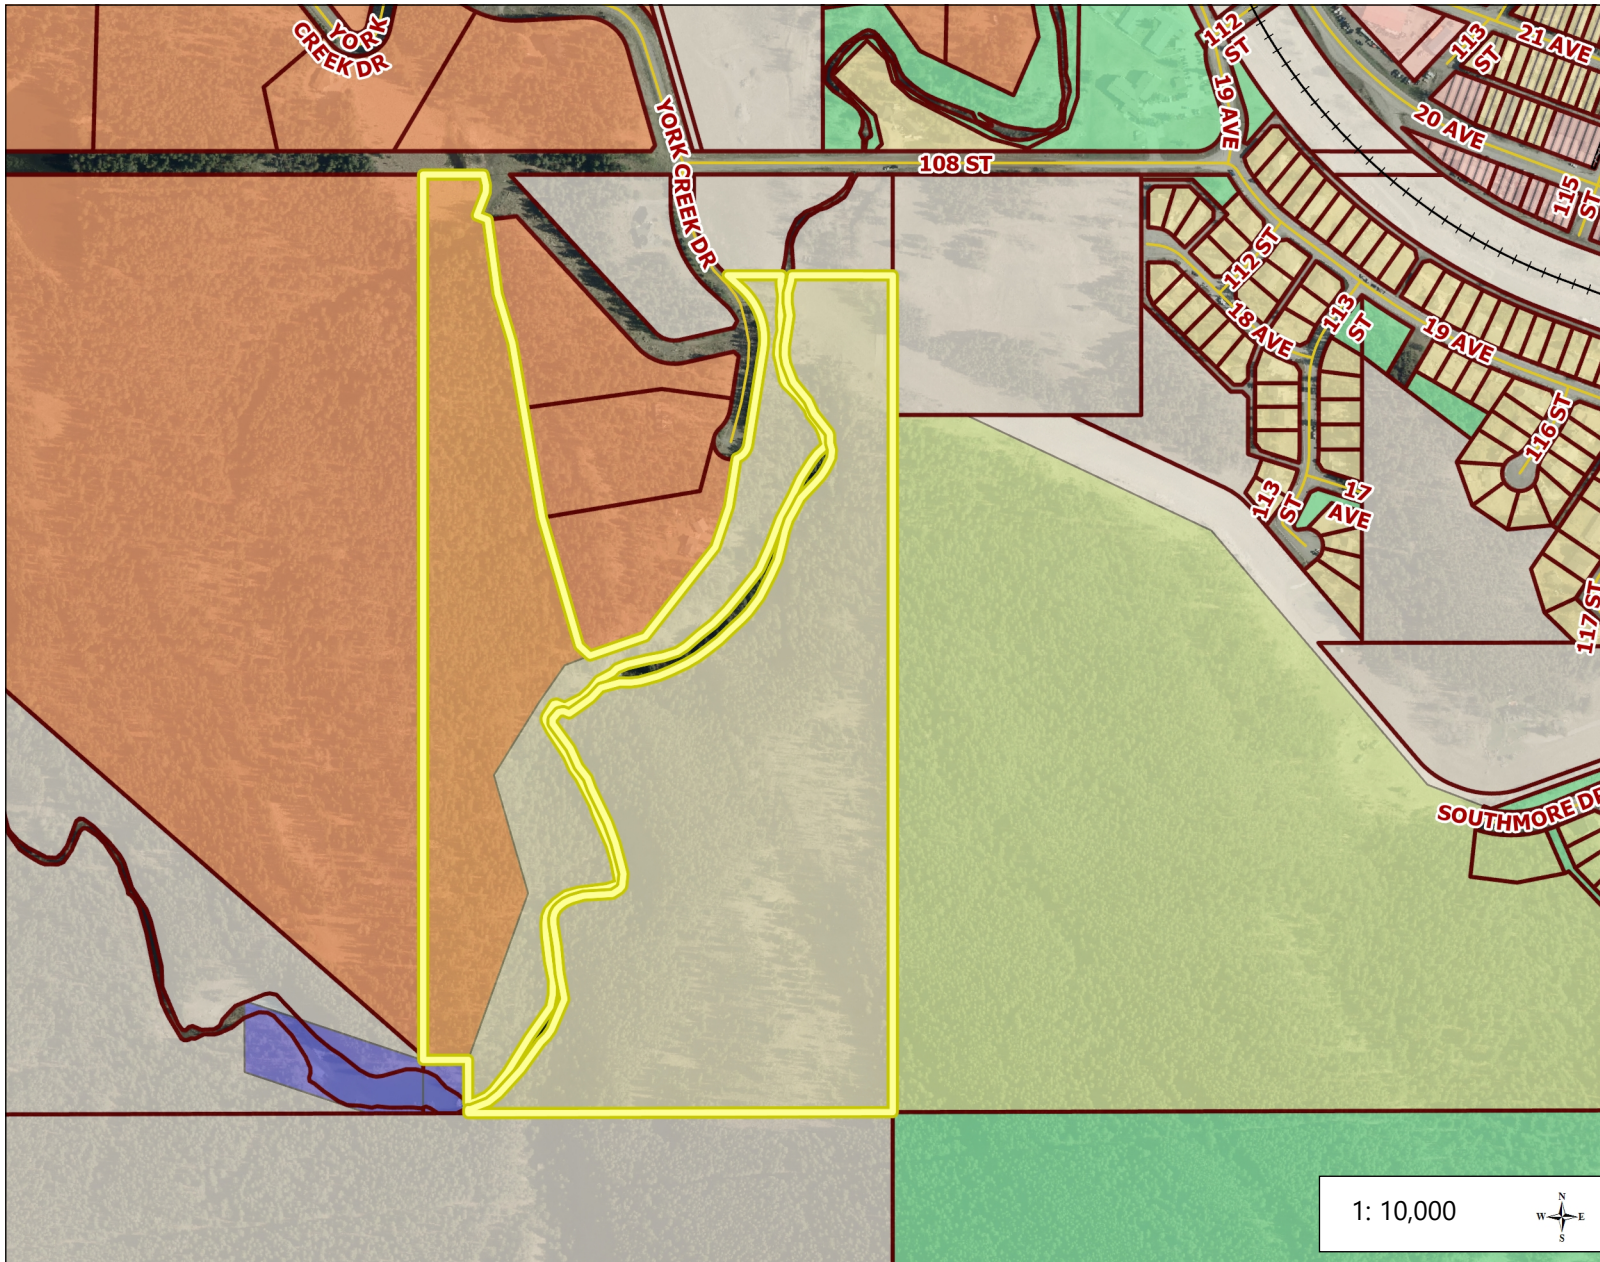 YORK
CREEK DR
112
ST
113
ST
21 AVE
19 AVE
20 AVE
YORK CREEK DR
108 ST
115
ST
112 ST
18 AVE
113
ST
19 AVE
116 ST
113
ST
17
AVE
117 ST
SOUTHMORE DR
1: 10,000
N
W
E
S